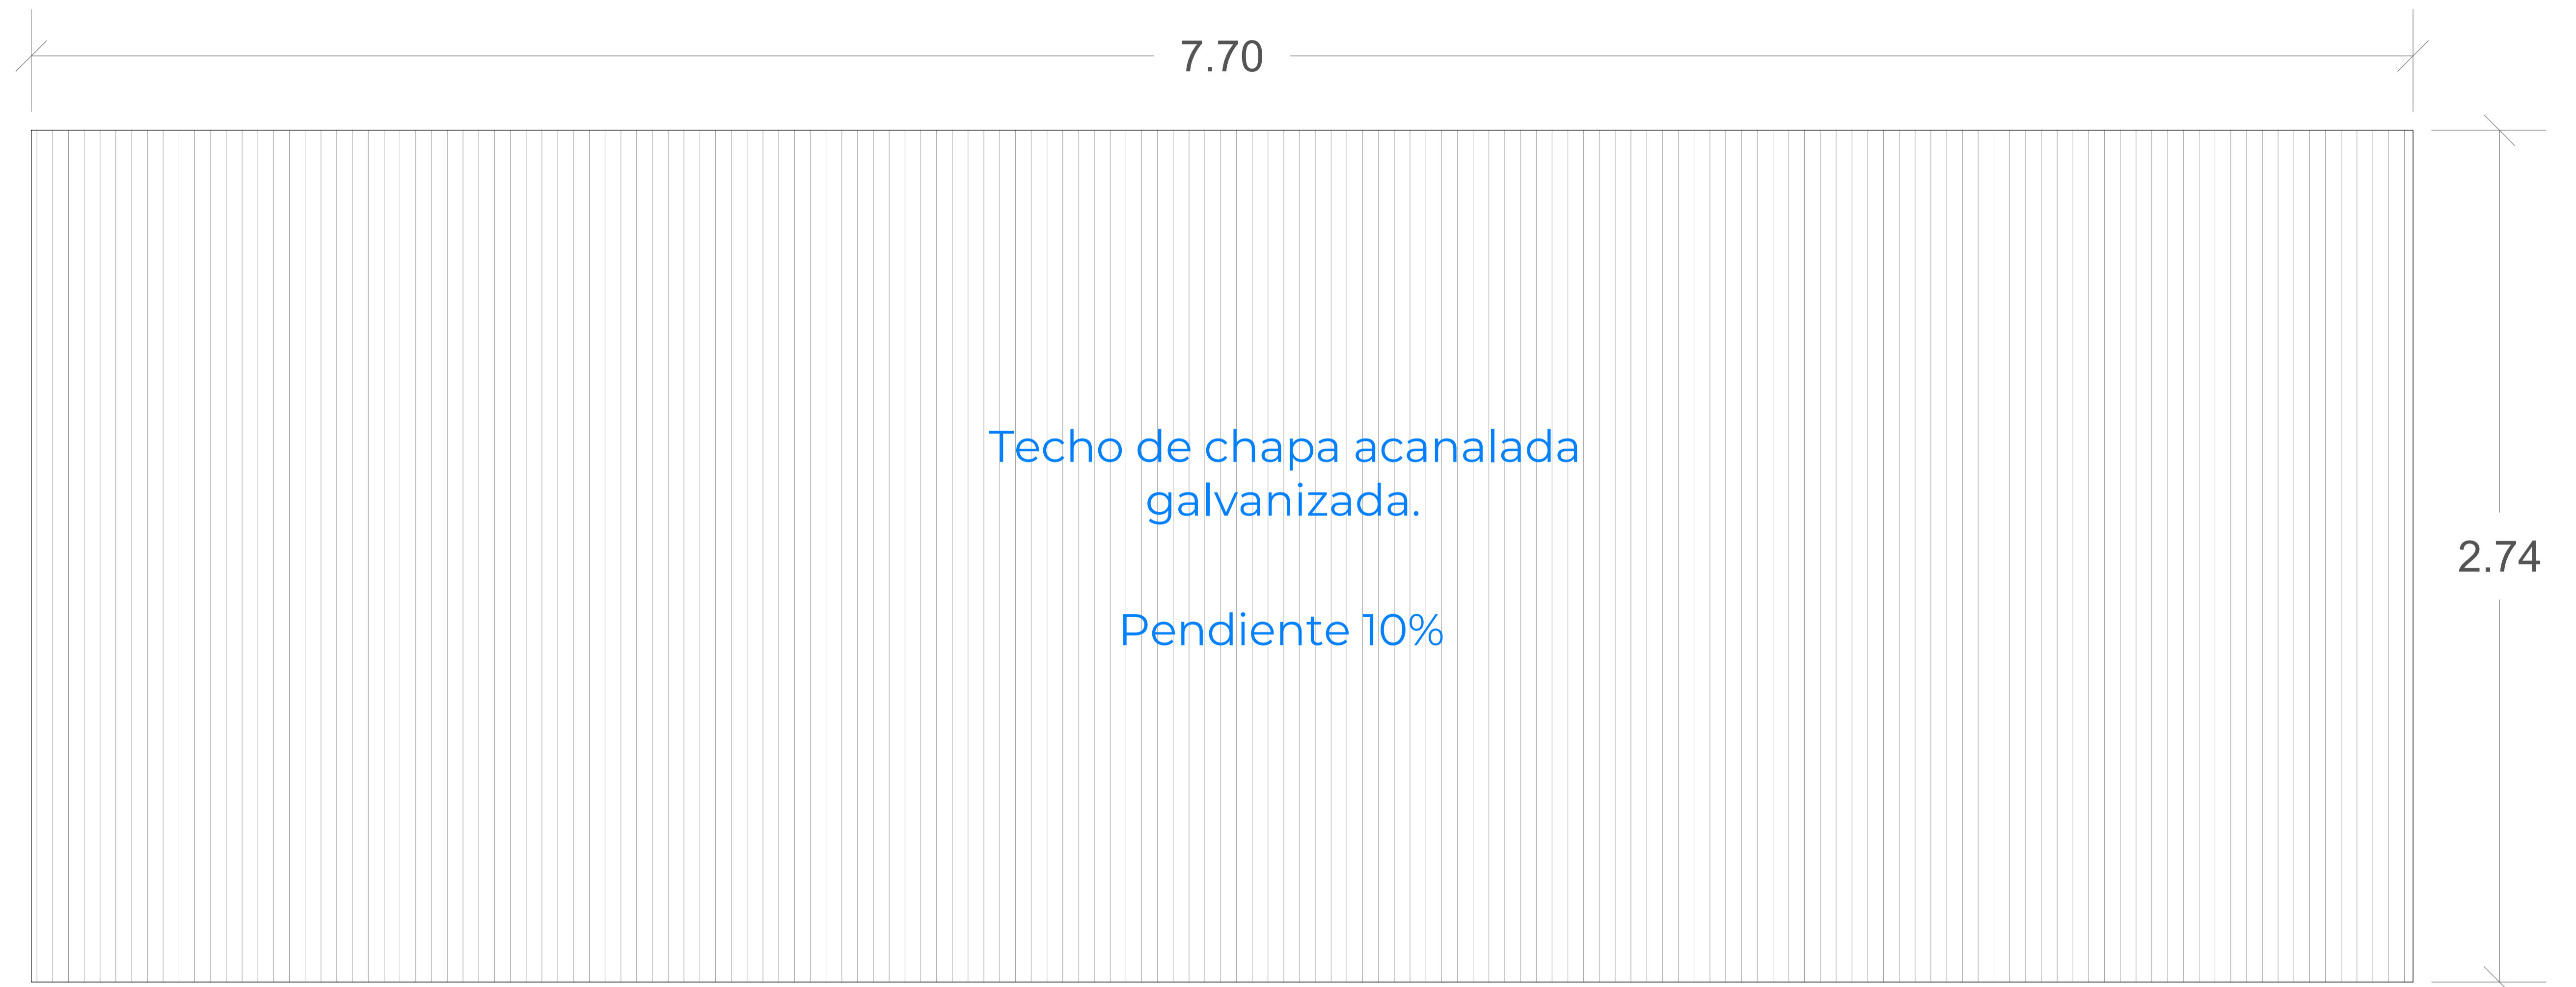 7.70
Techo de chapa acanalada
galvanizada.
Pendiente 10%
2.74